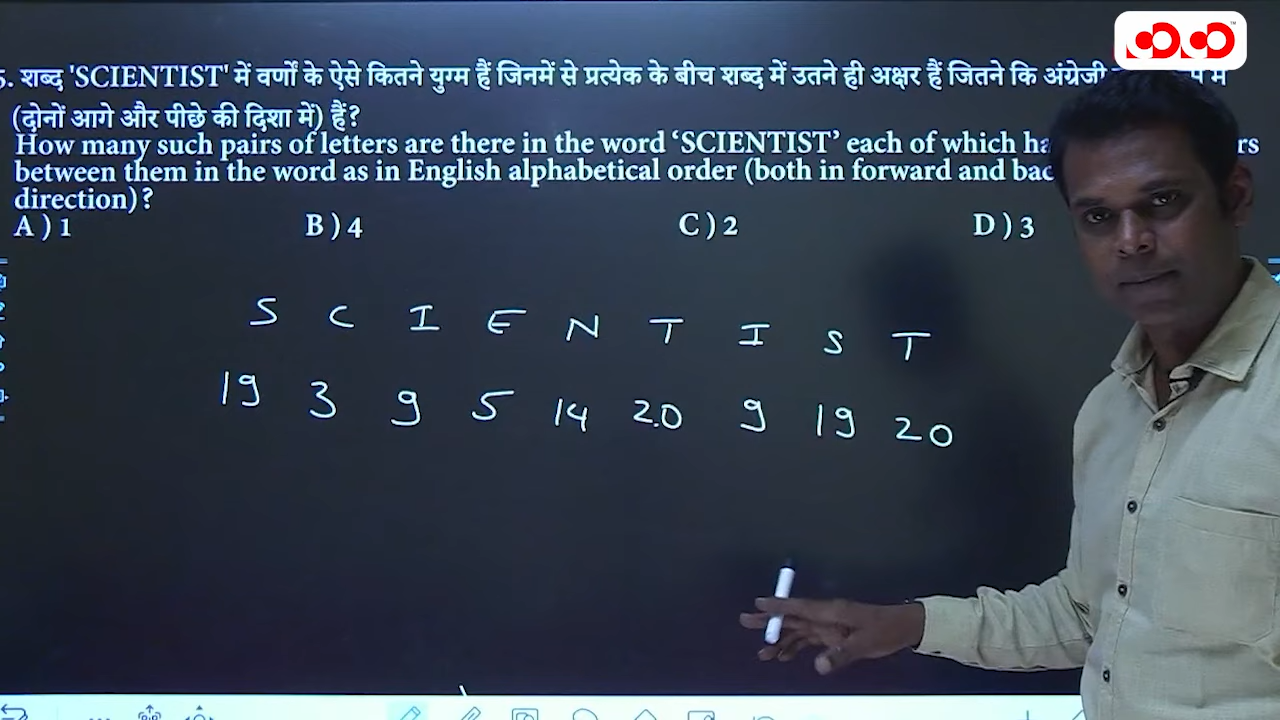 5. शब्द 'SCIENTIST' में वर्णों के ऐसे कितने युग्म हैं जिनमें से प्रत्येक के बीच शब्द में उतने ही अक्षर हैं जितने कि अंग्रेजी में
(दोनों आगे और पीछे की दिशा में) हैं?
How many such pairs of letters are there in the word ‘SCIENTIST’ each of which
between them in the word as in English alphabetical order (both in forward and
direction)?
A ) 1 B ) 4 C ) 2 D ) 3
S C I E N T I S T
19 3 9 5 14 20 9 19 20